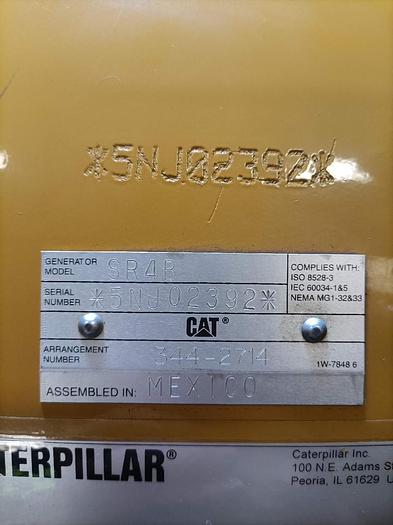 *5NJ02392*
GENERATOR MODEL SR4B
COMPLIES WITH:
ISO 8528-3
IEC 60034-1&5
NEMA MG1-32&33
SERIAL NUMBER *5NJ02392*
CAT®
ARRANGEMENT NUMBER 344-2714
1W-7848 6
ASSEMBLED IN: MEXICO
TERPILLAR®
Caterpillar Inc.
100 N.E. Adams St
Peoria, IL 61629 U